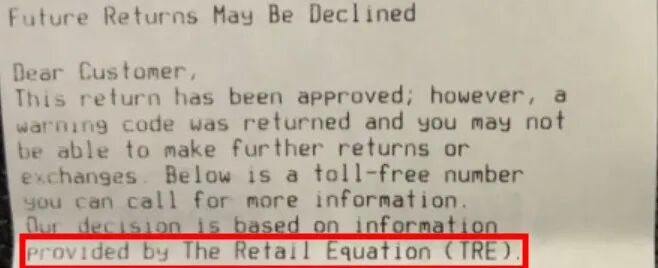 Future Returns May Be Declined
Dear Customer,
This return has been approved; however, a
warning code was returned and you may not
be able to make further returns or
exchanges. Below is a toll-free number
you can call for more information.
Our decision is based on information
provided by The Retail Equation (TRE).